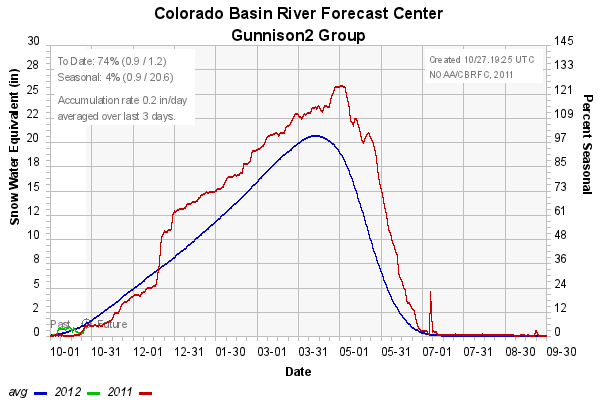 Colorado Basin River Forecast Center
Gunnison2 Group
To Date: 74% (0.9 / 1.2)
Seasonal: 4% (0.9 / 20.6)
Accumulation rate 0.2 in/day
averaged over last 3 days.
Created 10/27.19:25 UTC
NOAA/CBRFC, 2011
Snow Water Equivalent (in)
30
28
25
22
20
18
15
12
10
8
5
2
0
Percent Seasonal
145
133
121
109
97
85
73
61
48
36
24
12
0
Past
Future
10-01
10-31
12-01
12-31
01-30
03-01
03-31
05-01
05-31
07-01
07-31
08-30
09-30
Date
avg
2012
2011